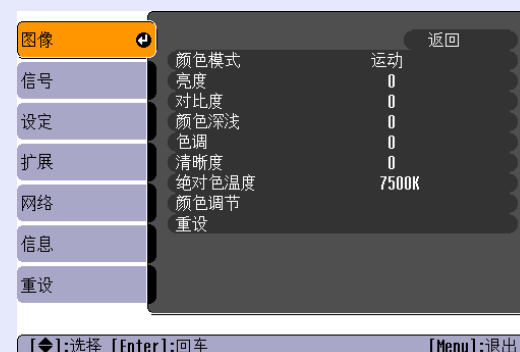 图像
信号
设定
扩展
网络
信息
重设
返回
颜色模式 运动
亮度 0
对比度 0
颜色深浅 0
色调 0
清晰度 0
绝对色温度 7500K
颜色调节
重设
[◆]:选择 [Enter]:回车 [Menu]:退出